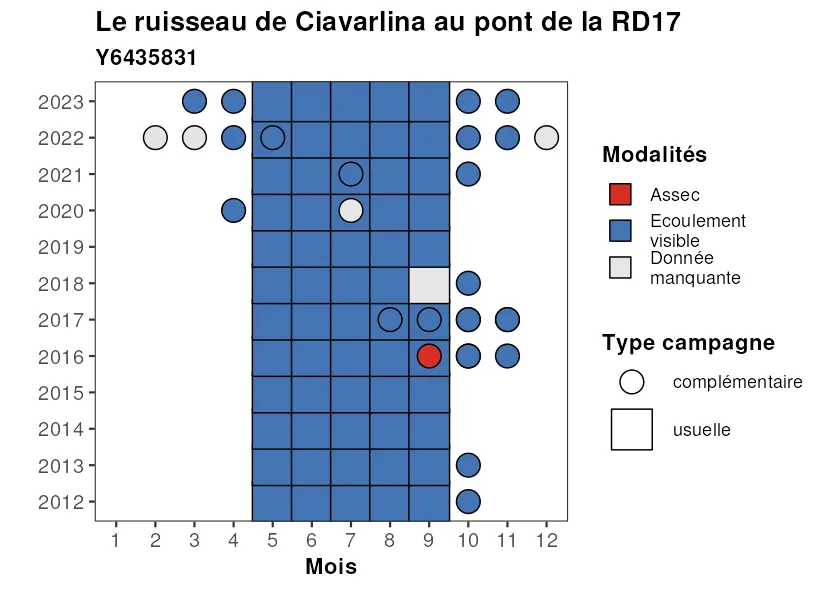 Le ruisseau de Ciavarlina au pont de la RD17
Y6435831
2023
2022
2021
2020
2019
2018
2017
2016
2015
2014
2013
2012
1 2 3 4 5 6 7 8 9 10 11 12
Mois
Modalités
Assec
Ecoulement
visible
Donnée
manquante
Type campagne
complémentaire
usuelle